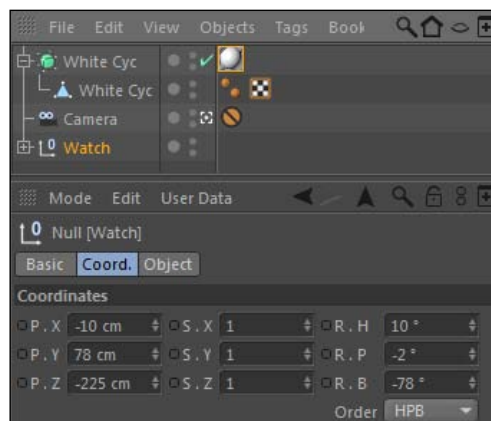 File Edit View Objects Tags Book
White Cyc
White Cyc
Camera
Watch
Mode Edit User Data
Null [Watch]
Basic Coord. Object
Coordinates
P . X -10 cm S . X 1 R . H 10 °
P . Y 78 cm S . Y 1 R . P -2 °
P . Z -225 cm S . Z 1 R . B -78 °
Order HPB